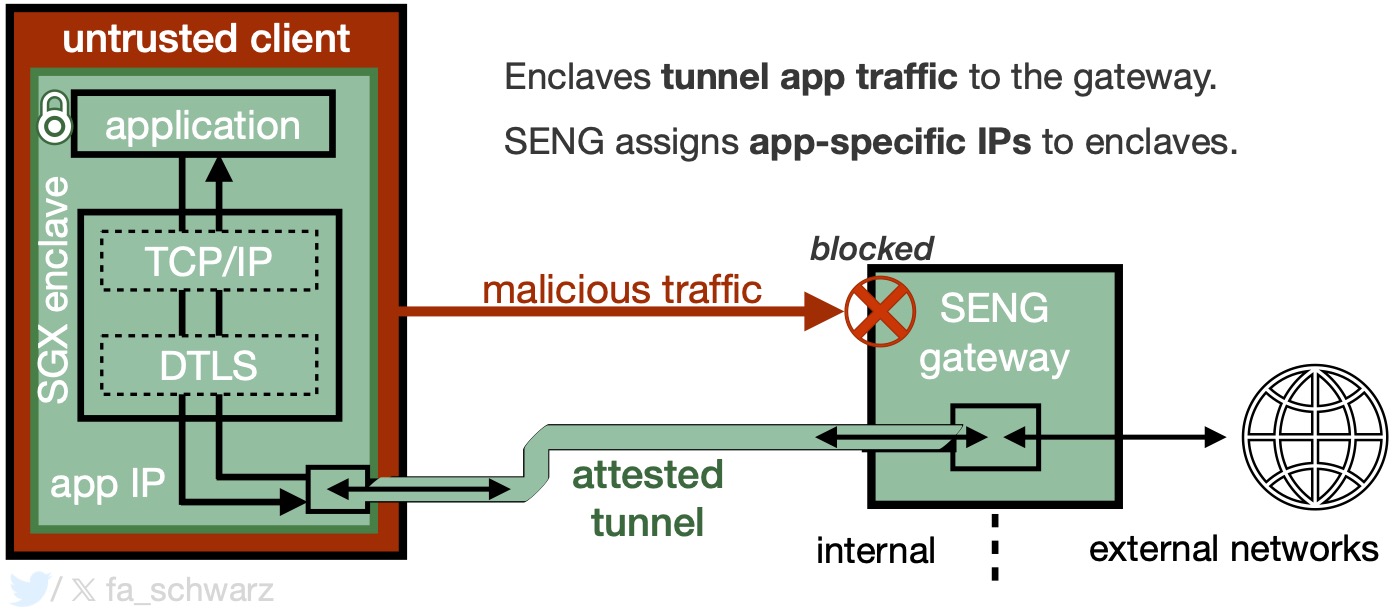 untrusted client
application
SGX enclave
TCP/IP
DTLS
app IP
Enclaves tunnel app traffic to the gateway.
SENG assigns app-specific IPs to enclaves.
blocked
malicious traffic
SENG
gateway
attested
tunnel
internal
external networks
/ 𝕏 fa_schwarz